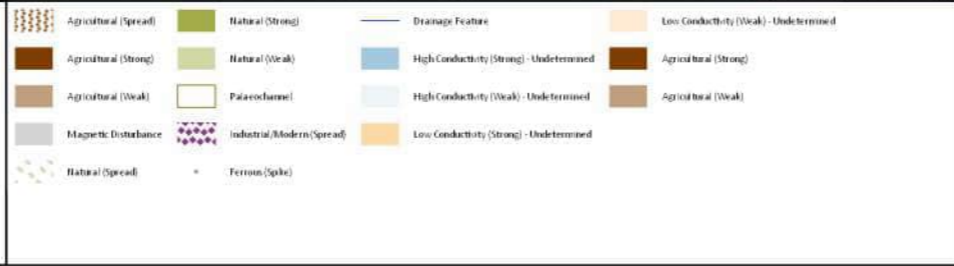 Agricultural (Spread)
Agricultural (Strong)
Agricultural (Weak)
Magnetic Disturbance
Natural (Spread)
Natural (Strong)
Natural (Weak)
Palaeochannel
Industrial/Modern (Spread)
Ferrous (Spike)
Drainage Feature
High Conductivity (Strong) - Undetermined
High Conductivity (Weak) - Undetermined
Low Conductivity (Strong) - Undetermined
Low Conductivity (Weak) - Undetermined
Agricultural (Strong)
Agricultural (Weak)